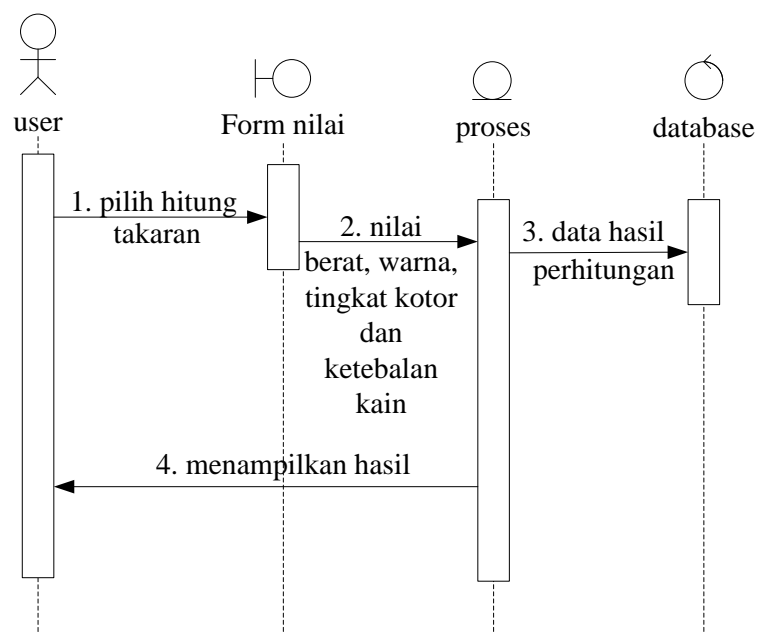 user
Form nilai
proses
database
1. pilih hitung
takaran
2. nilai
berat, warna,
tingkat kotor
dan
ketebalan
kain
3. data hasil
perhitungan
4. menampilkan hasil